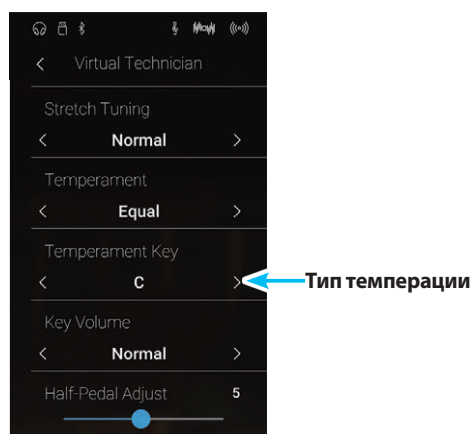 Virtual Technician
Stretch Tuning
Normal
Temperament
Equal
Temperament Key
C
Тип темперации
Key Volume
Normal
Half-Pedal Adjust 5